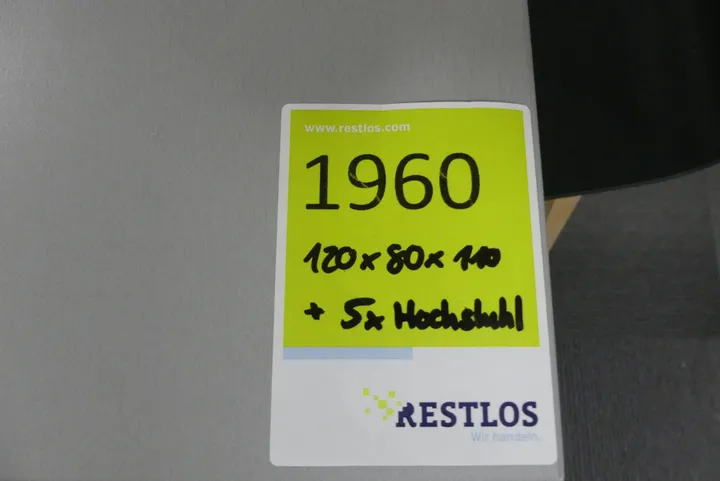 www.restlos.com
1960
120 x 80 x 110
+ 5x Hochstuhl
RESTLOS
Wir handeln.